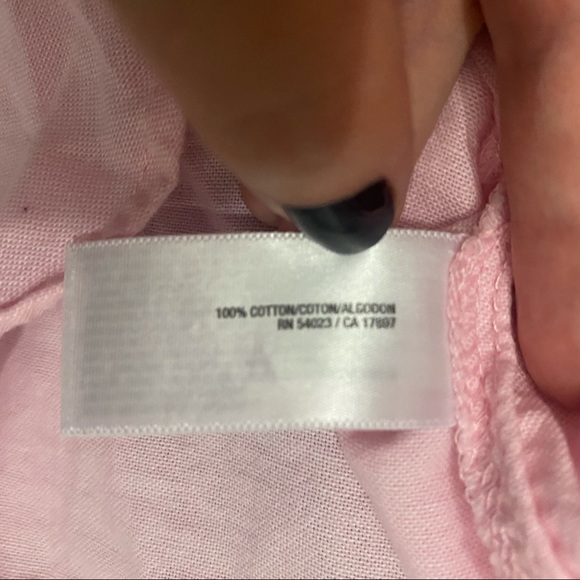 100% COTTON/COTON/ALGODON
RN 54023 / CA 17897